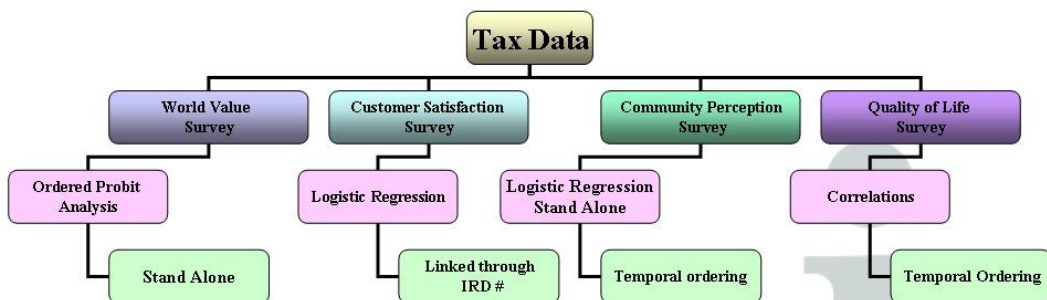 Tax Data
World Value
Survey
Customer Satisfaction
Survey
Community Perception
Survey
Quality of Life
Survey
Ordered Probit
Analysis
Logistic Regression
Logistic Regression
Stand Alone
Correlations
Stand Alone
Linked through
IRD #
Temporal ordering
Temporal Ordering